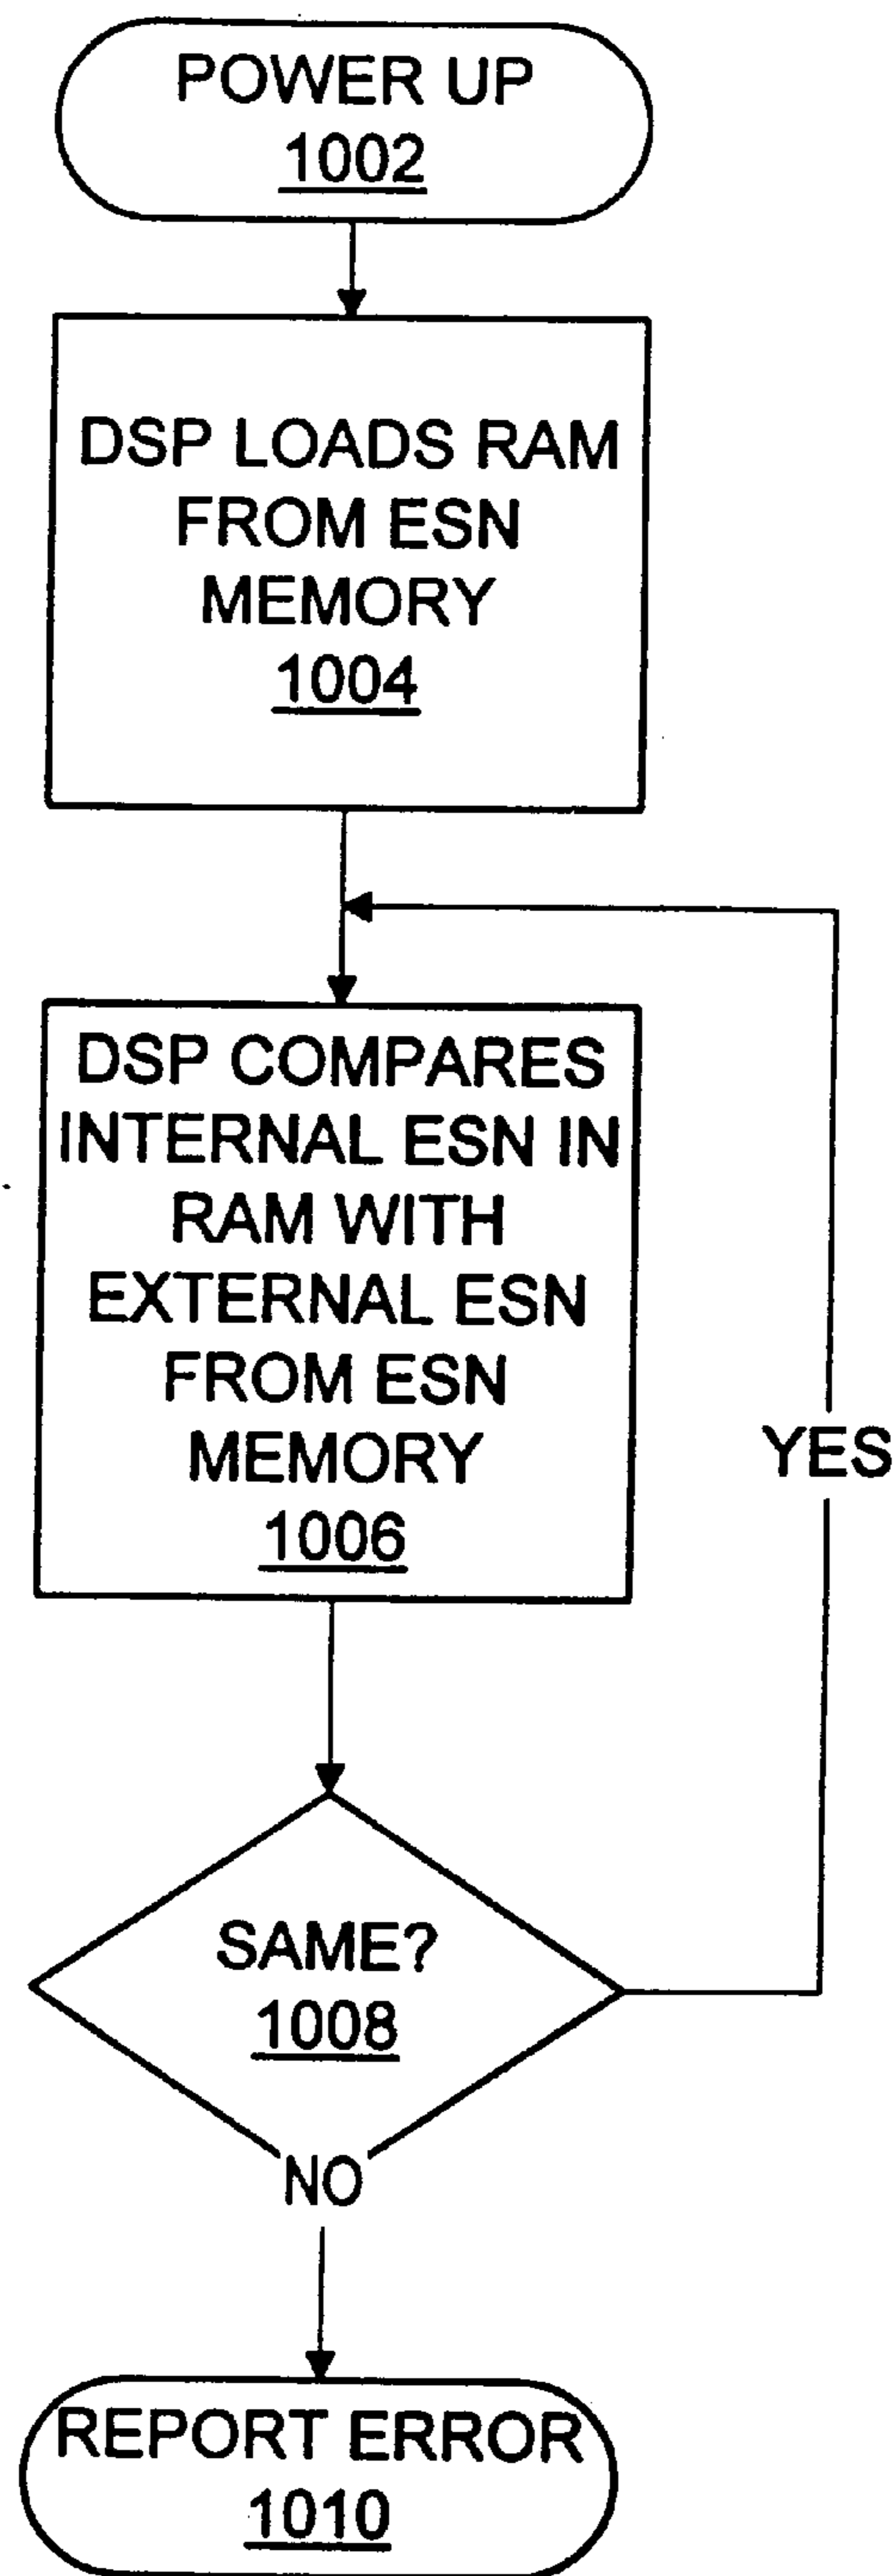 POWER UP
1002
DSP LOADS RAM
FROM ESN
MEMORY
1004
DSP COMPARES
INTERNAL ESN IN
RAM WITH
EXTERNAL ESN
FROM ESN
MEMORY
1006
YES
SAME?
1008
NO
REPORT ERROR
1010